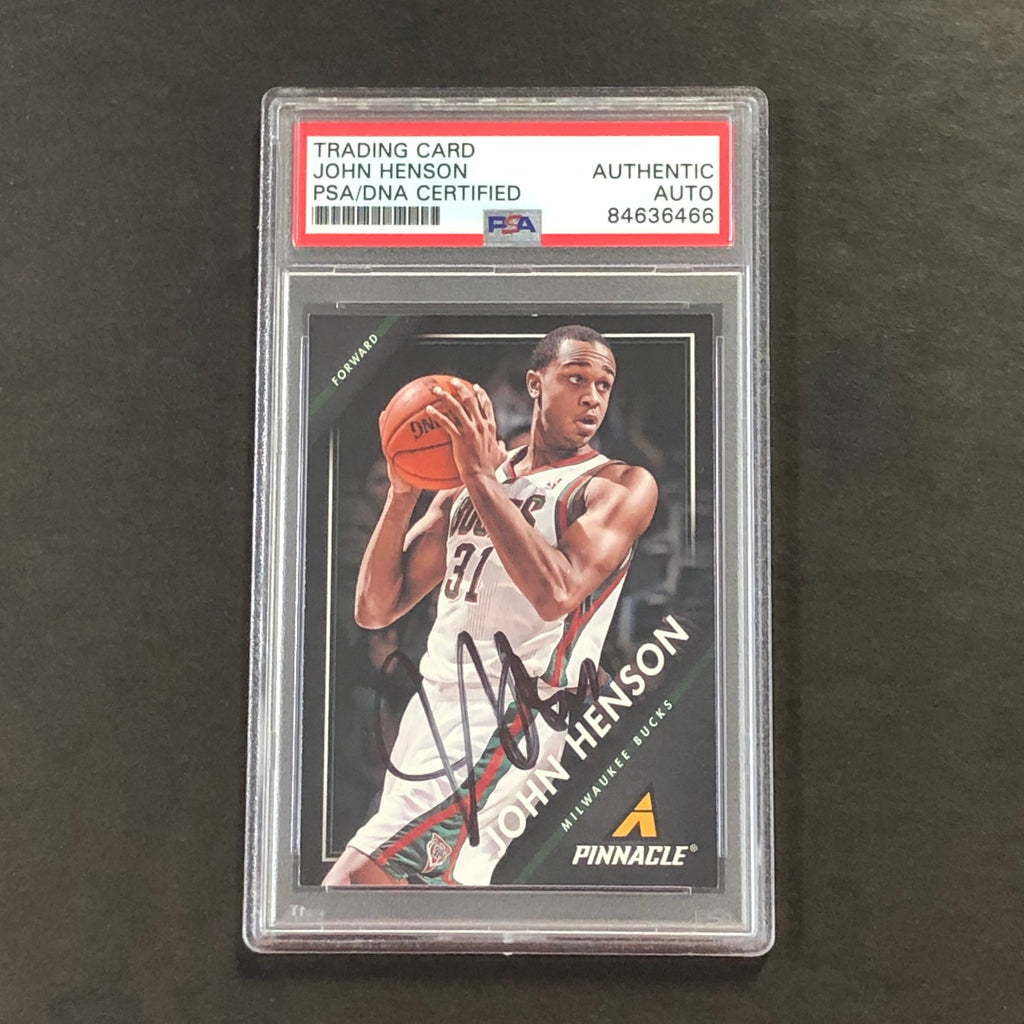 TRADING CARD
JOHN HENSON
PSA/DNA CERTIFIED
AUTHENTIC
AUTO
84636466
PSA
FORWARD
31
JOHN HENSON
MILWAUKEE BUCKS
PINNACLE®